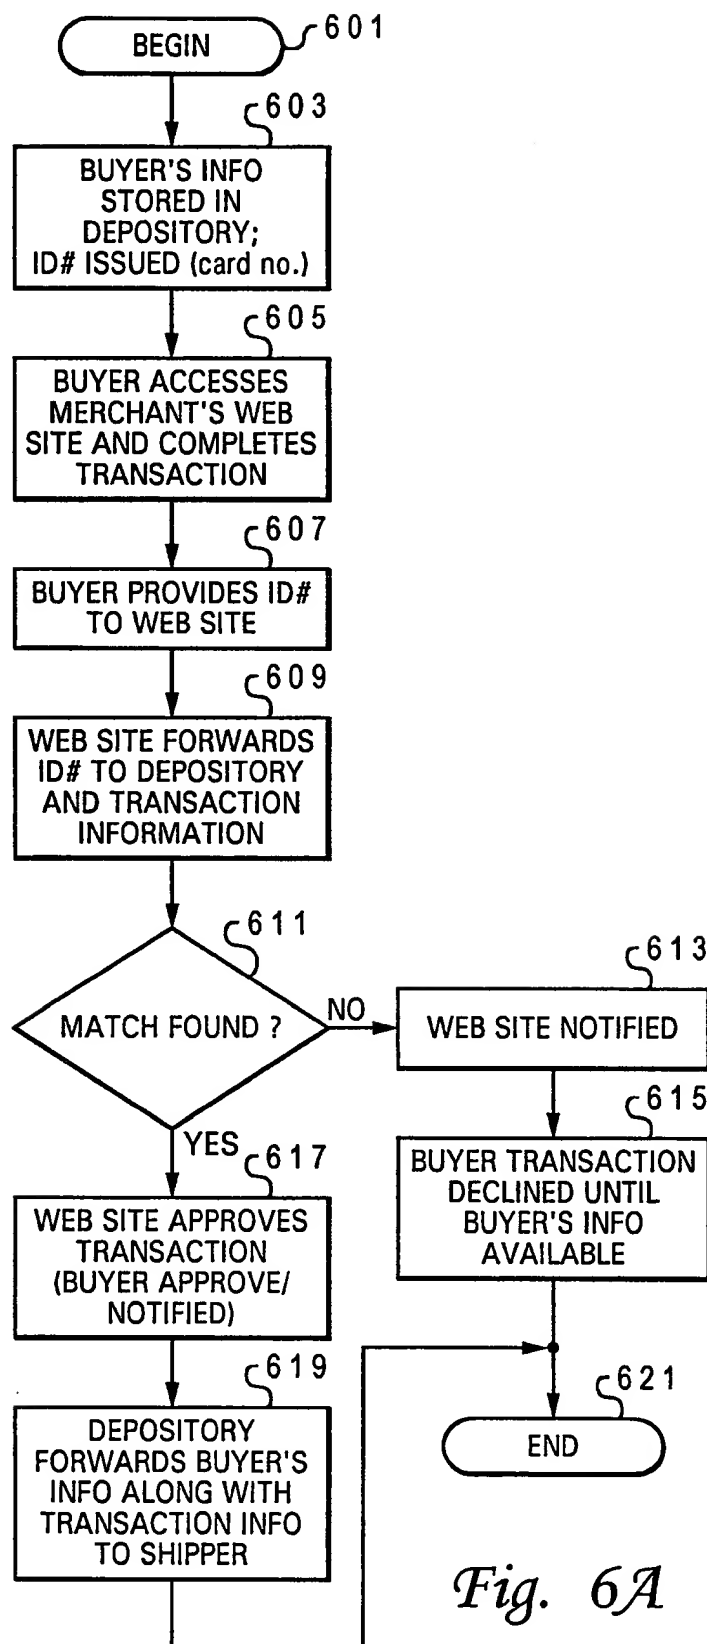 BEGIN
601
603
BUYER'S INFO
STORED IN
DEPOSITORY;
ID# ISSUED (card no.)
605
BUYER ACCESSES
MERCHANT'S WEB
SITE AND COMPLETES
TRANSACTION
607
BUYER PROVIDES ID#
TO WEB SITE
609
WEB SITE FORWARDS
ID# TO DEPOSITORY
AND TRANSACTION
INFORMATION
611
MATCH FOUND ?
NO
613
WEB SITE NOTIFIED
615
BUYER TRANSACTION
DECLINED UNTIL
BUYER'S INFO
AVAILABLE
YES
617
WEB SITE APPROVES
TRANSACTION
(BUYER APPROVE/
NOTIFIED)
619
DEPOSITORY
FORWARDS BUYER'S
INFO ALONG WITH
TRANSACTION INFO
TO SHIPPER
621
END
Fig. 6A